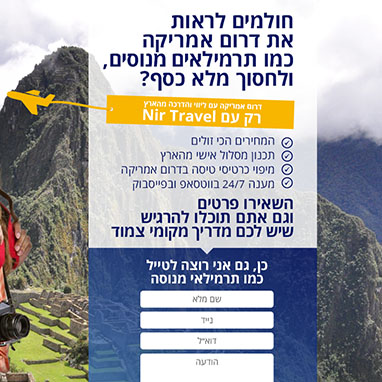 חולמים לראות
את דרום אמריקה
כמו תרמילאים מנוסים,
ולחסוך מלא כסף?
דרום אמריקה עם ליווי והדרכה מהארץ
רק עם Nir Travel
המחירים הכי זולים
תכנון מסלול אישי מהארץ
מיפוי כרטיסי טיסה בדרום אמריקה
מענה 24/7 בווטסאפ ובפייסבוק
השאירו פרטים
וגם אתם תוכלו להרגיש
שיש לכם מדריך מקומי צמוד
כן, גם אני רוצה לטייל
כמו תרמילאי מנוסה
שם מלא
נייד
דוא"ל
הודעה